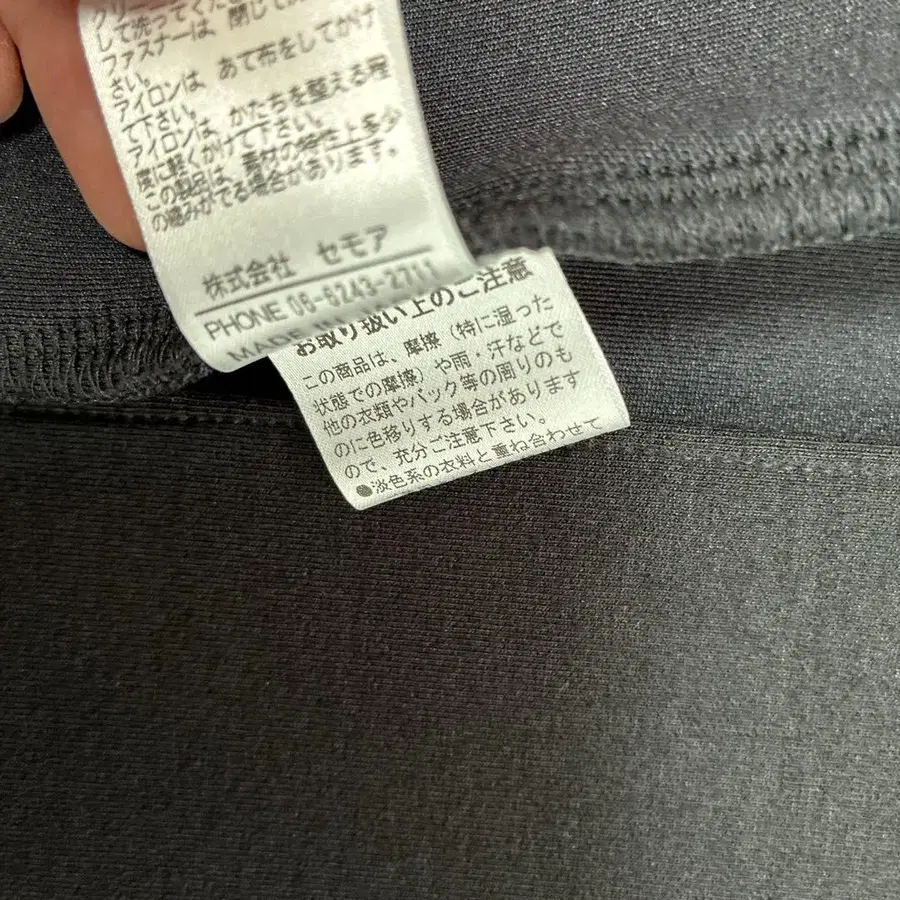 して洗ってくだ
ファスナーは、閉じて
さい。
アイロンは、あて布をしてかけ
て下さい。
アイロンは、かたちを整える程
度に軽くかけて下さい。
この製品は、素材の特性上多少
の縮みがでる場合があります。
株式会社 セモア
PHONE 06-6243-2711
MADE IN
お取り扱い上のご注意
この商品は、摩擦(特に湿った
状態での摩擦)や雨・汗などで
他の衣類やバック等の周りのも
のに色移りする場合があります
ので、充分ご注意下さい。
●淡色系の衣料と重ね合わせて